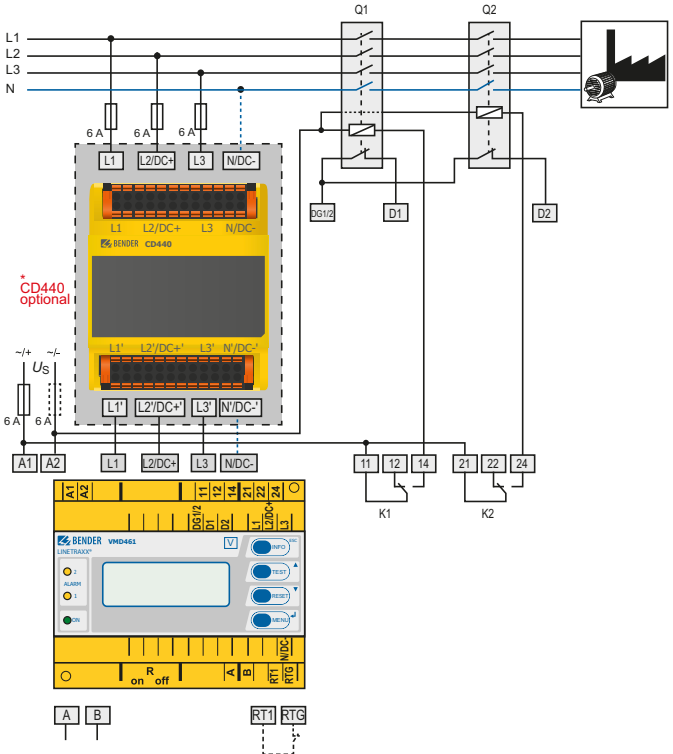 Q1 Q2
L1
L2
L3
N
6 A 6 A 6 A
L1 L2/DC+ L3 N/DC-
DG1/2 D1 D2
L1 L2/DC+ L3 N/DC-
BENDER CD440
*
CD440
optional
L1' L2'/DC+' L3' N'/DC-'
~/+ ~/-
US
6 A 6 A
L1' L2'/DC+' L3' N'/DC-'
A1 A2 L1 L2/DC+ L3 N/DC- 11 12 14 21 22 24
K1 K2
A1 A2 11 12 14 21 22 24
DG1/2 D1 D2 L1 L2/DC+ L3
BENDER VMD461 V
LINETRAXX®
INFO ESC
TEST
ALARM
RESET
ON
MENU
N/DC-
R
on off
A B RT1 RTG
A B RT1 RTG